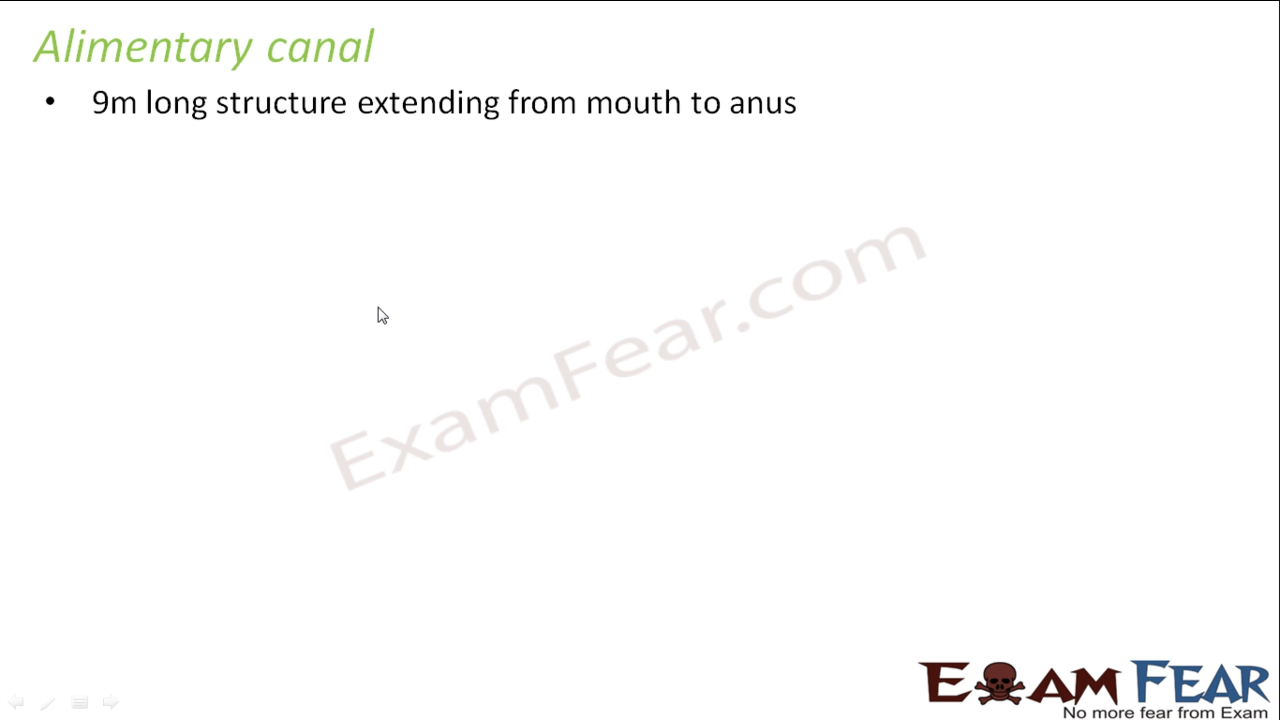 Alimentary canal
• 9m long structure extending from mouth to anus
ExamFear.com
EXAM FEAR
No more fear from Exam